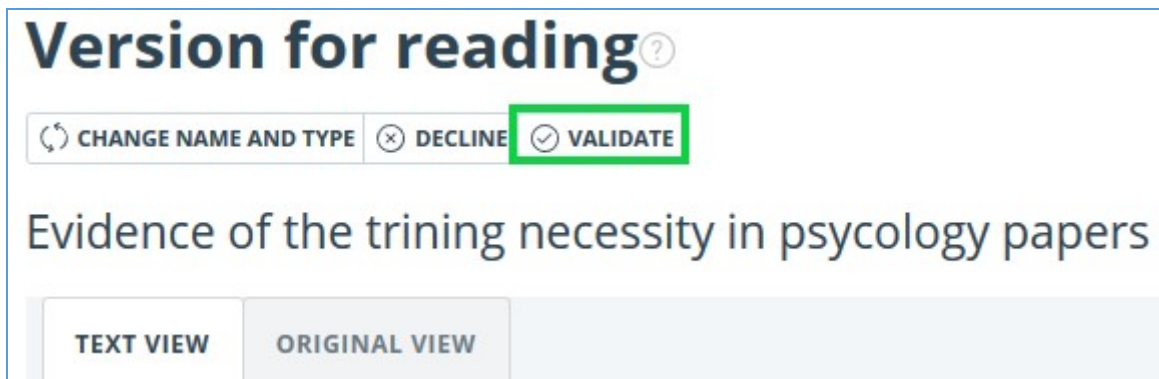 Version for reading ?
CHANGE NAME AND TYPE DECLINE VALIDATE
Evidence of the trining necessity in psycology papers
TEXT VIEW ORIGINAL VIEW